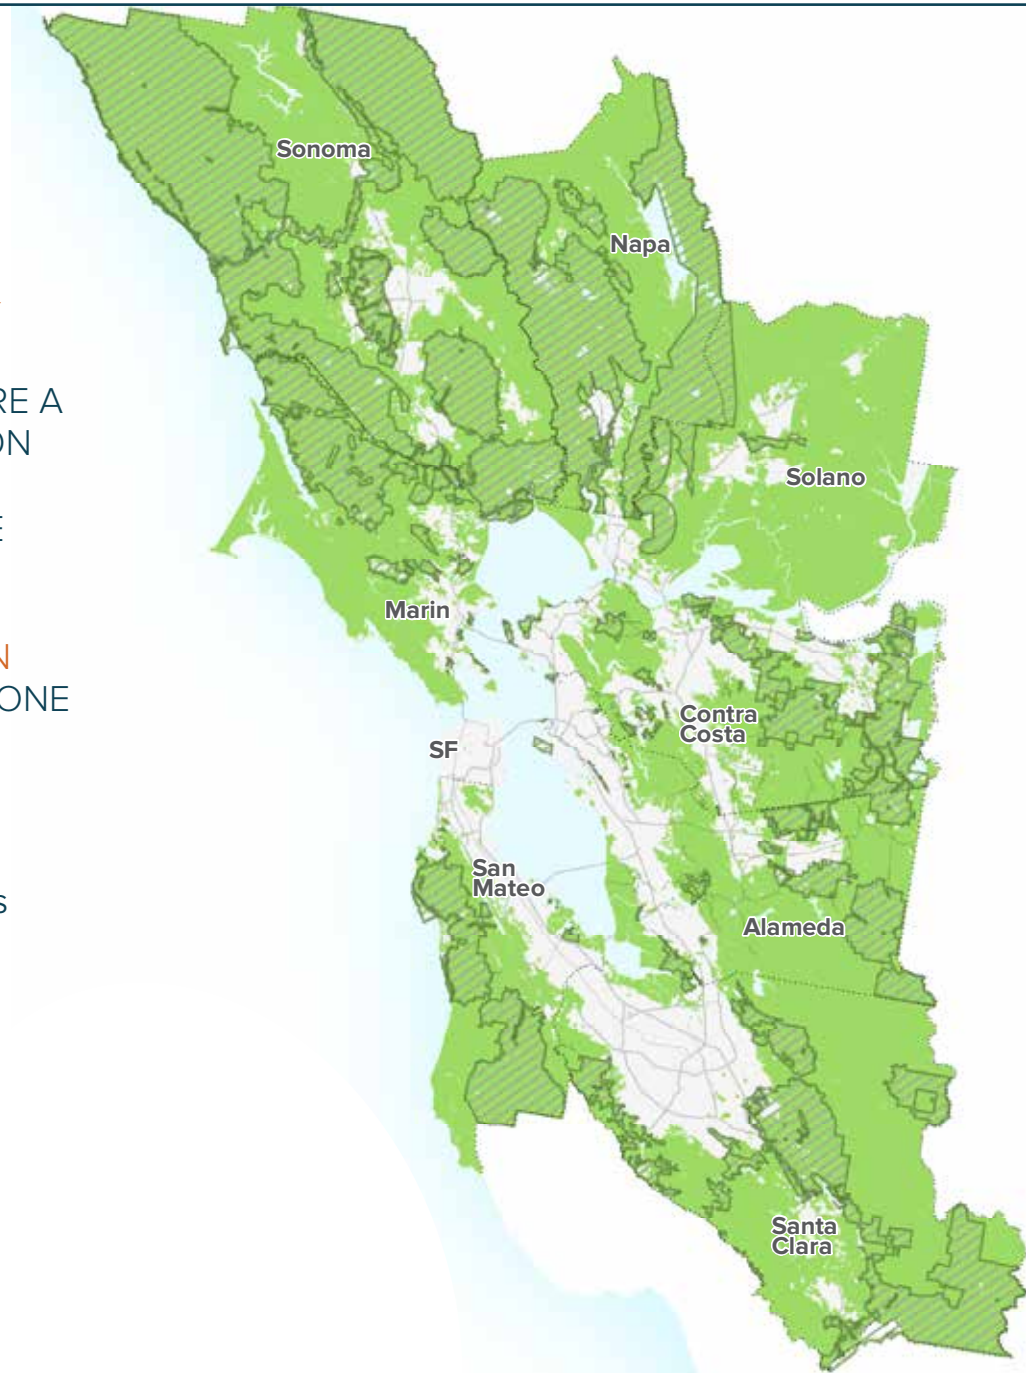 RE A
ON
E
N
ONE
s
Sonoma
Napa
Solano
Marin
Contra
Costa
SF
San
Mateo
Alameda
Santa
Clara